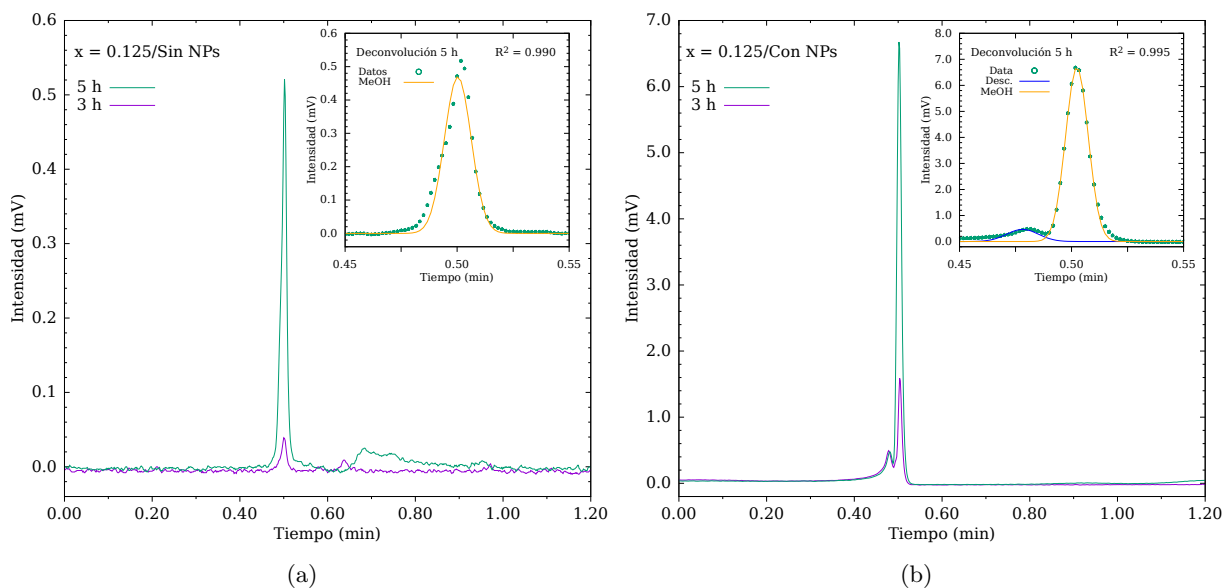 0.6
0.5
0.4
0.3
0.2
0.1
0.0
Intensidad (mV)
x = 0.125/Sin NPs
5 h
3 h
0.00 0.20 0.40 0.60 0.80 1.00 1.20
Tiempo (min)
Deconvolución 5 h R² = 0.990
Datos
MeOH
0.6
0.5
0.4
0.3
0.2
0.1
0.0
Intensidad (mV)
0.45 0.50 0.55
Tiempo (min)
(a)
7.0
6.0
5.0
4.0
3.0
2.0
1.0
0.0
Intensidad (mV)
x = 0.125/Con NPs
5 h
3 h
0.00 0.20 0.40 0.60 0.80 1.00 1.20
Tiempo (min)
Deconvolución 5 h R² = 0.995
Data
Desc.
MeOH
8.0
7.0
6.0
5.0
4.0
3.0
2.0
1.0
0.0
Intensidad (mV)
0.45 0.50 0.55
Tiempo (min)
(b)